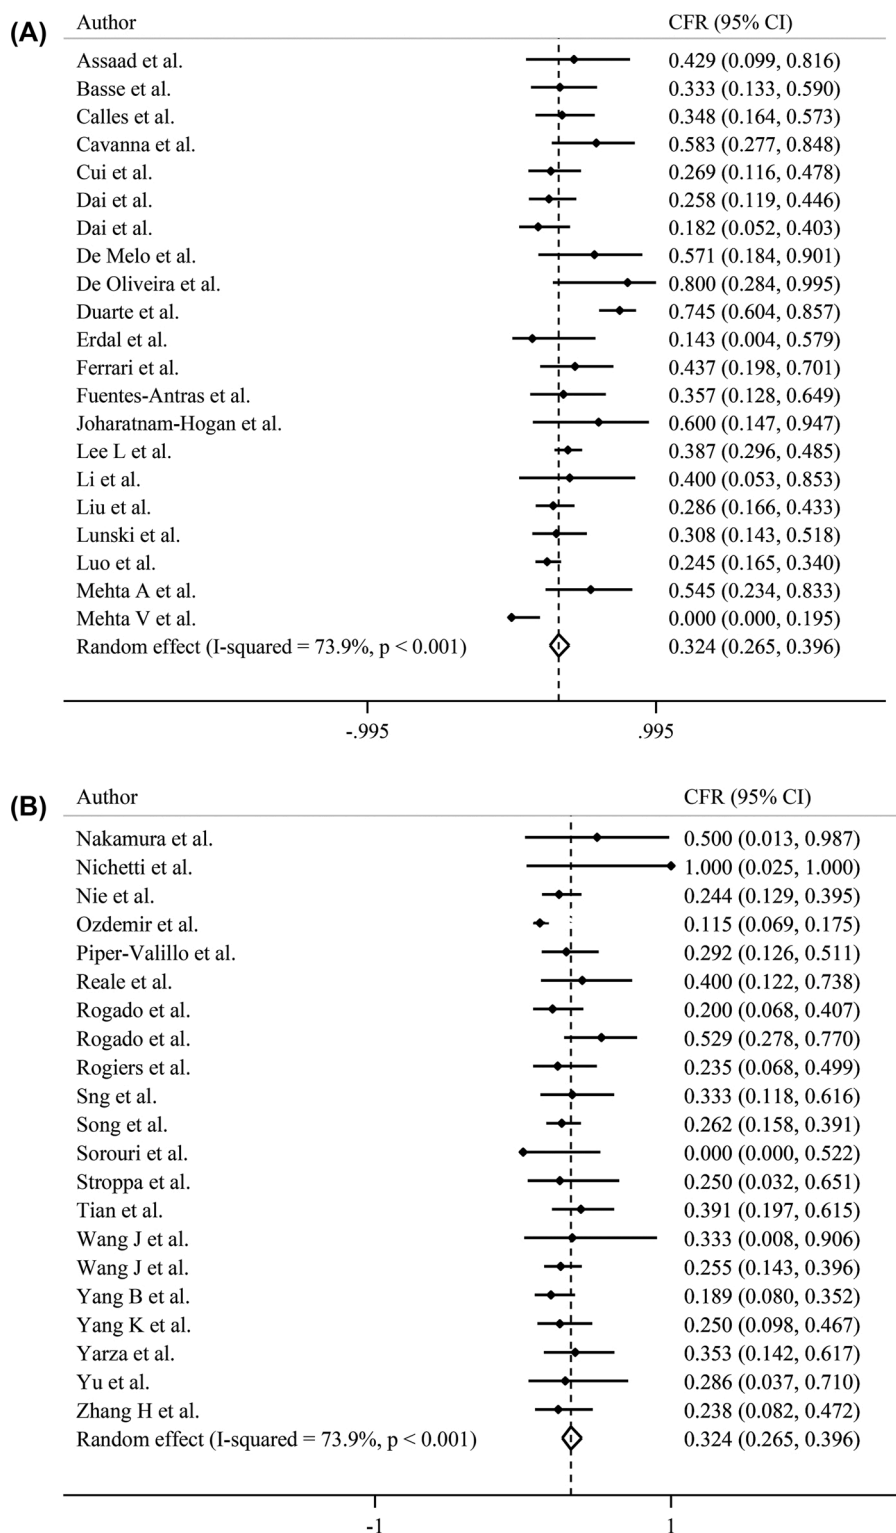 (A) Author CFR (95% CI)
Assaad et al. 0.429 (0.099, 0.816)
Basse et al. 0.333 (0.133, 0.590)
Calles et al. 0.348 (0.164, 0.573)
Cavanna et al. 0.583 (0.277, 0.848)
Cui et al. 0.269 (0.116, 0.478)
Dai et al. 0.258 (0.119, 0.446)
Dai et al. 0.182 (0.052, 0.403)
De Melo et al. 0.571 (0.184, 0.901)
De Oliveira et al. 0.800 (0.284, 0.995)
Duarte et al. 0.745 (0.604, 0.857)
Erdal et al. 0.143 (0.004, 0.579)
Ferrari et al. 0.437 (0.198, 0.701)
Fuentes-Antras et al. 0.357 (0.128, 0.649)
Joharatnam-Hogan et al. 0.600 (0.147, 0.947)
Lee L et al. 0.387 (0.296, 0.485)
Li et al. 0.400 (0.053, 0.853)
Liu et al. 0.286 (0.166, 0.433)
Lunski et al. 0.308 (0.143, 0.518)
Luo et al. 0.245 (0.165, 0.340)
Mehta A et al. 0.545 (0.234, 0.833)
Mehta V et al. 0.000 (0.000, 0.195)
Random effect (I-squared = 73.9%, p < 0.001) 0.324 (0.265, 0.396)
-.995 .995
(B) Author CFR (95% CI)
Nakamura et al. 0.500 (0.013, 0.987)
Nichetti et al. 1.000 (0.025, 1.000)
Nie et al. 0.244 (0.129, 0.395)
Ozdemir et al. 0.115 (0.069, 0.175)
Piper-Valillo et al. 0.292 (0.126, 0.511)
Reale et al. 0.400 (0.122, 0.738)
Rogado et al. 0.200 (0.068, 0.407)
Rogado et al. 0.529 (0.278, 0.770)
Rogiers et al. 0.235 (0.068, 0.499)
Sng et al. 0.333 (0.118, 0.616)
Song et al. 0.262 (0.158, 0.391)
Sorouri et al. 0.000 (0.000, 0.522)
Stroppa et al. 0.250 (0.032, 0.651)
Tian et al. 0.391 (0.197, 0.615)
Wang J et al. 0.333 (0.008, 0.906)
Wang J et al. 0.255 (0.143, 0.396)
Yang B et al. 0.189 (0.080, 0.352)
Yang K et al. 0.250 (0.098, 0.467)
Yarza et al. 0.353 (0.142, 0.617)
Yu et al. 0.286 (0.037, 0.710)
Zhang H et al. 0.238 (0.082, 0.472)
Random effect (I-squared = 73.9%, p < 0.001) 0.324 (0.265, 0.396)
-1 1